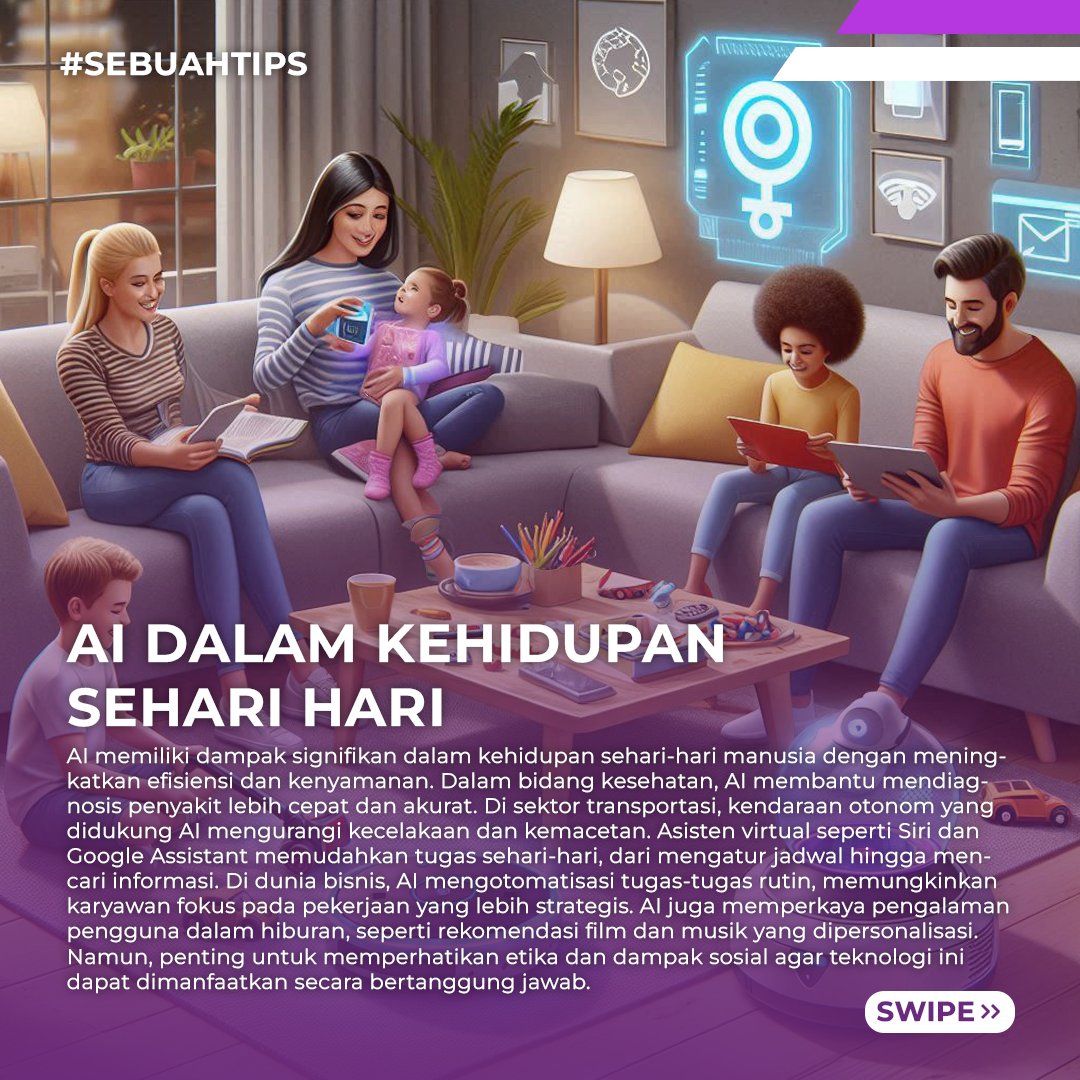 #SEBUAHTIPS
AI DALAM KEHIDUPAN
SEHARI HARI
AI memiliki dampak signifikan dalam kehidupan sehari-hari manusia dengan mening-
katkan efisiensi dan kenyamanan. Dalam bidang kesehatan, AI membantu mendiag-
nosis penyakit lebih cepat dan akurat. Di sektor transportasi, kendaraan otonom yang
didukung AI mengurangi kecelakaan dan kemacetan. Asisten virtual seperti Siri dan
Google Assistant memudahkan tugas sehari-hari, dari mengatur jadwal hingga men-
cari informasi. Di dunia bisnis, AI mengotomatisasi tugas-tugas rutin, memungkinkan
karyawan fokus pada pekerjaan yang lebih strategis. AI juga memperkaya pengalaman
pengguna dalam hiburan, seperti rekomendasi film dan musik yang dipersonalisasi.
Namun, penting untuk memperhatikan etika dan dampak sosial agar teknologi ini
dapat dimanfaatkan secara bertanggung jawab.
SWIPE >>